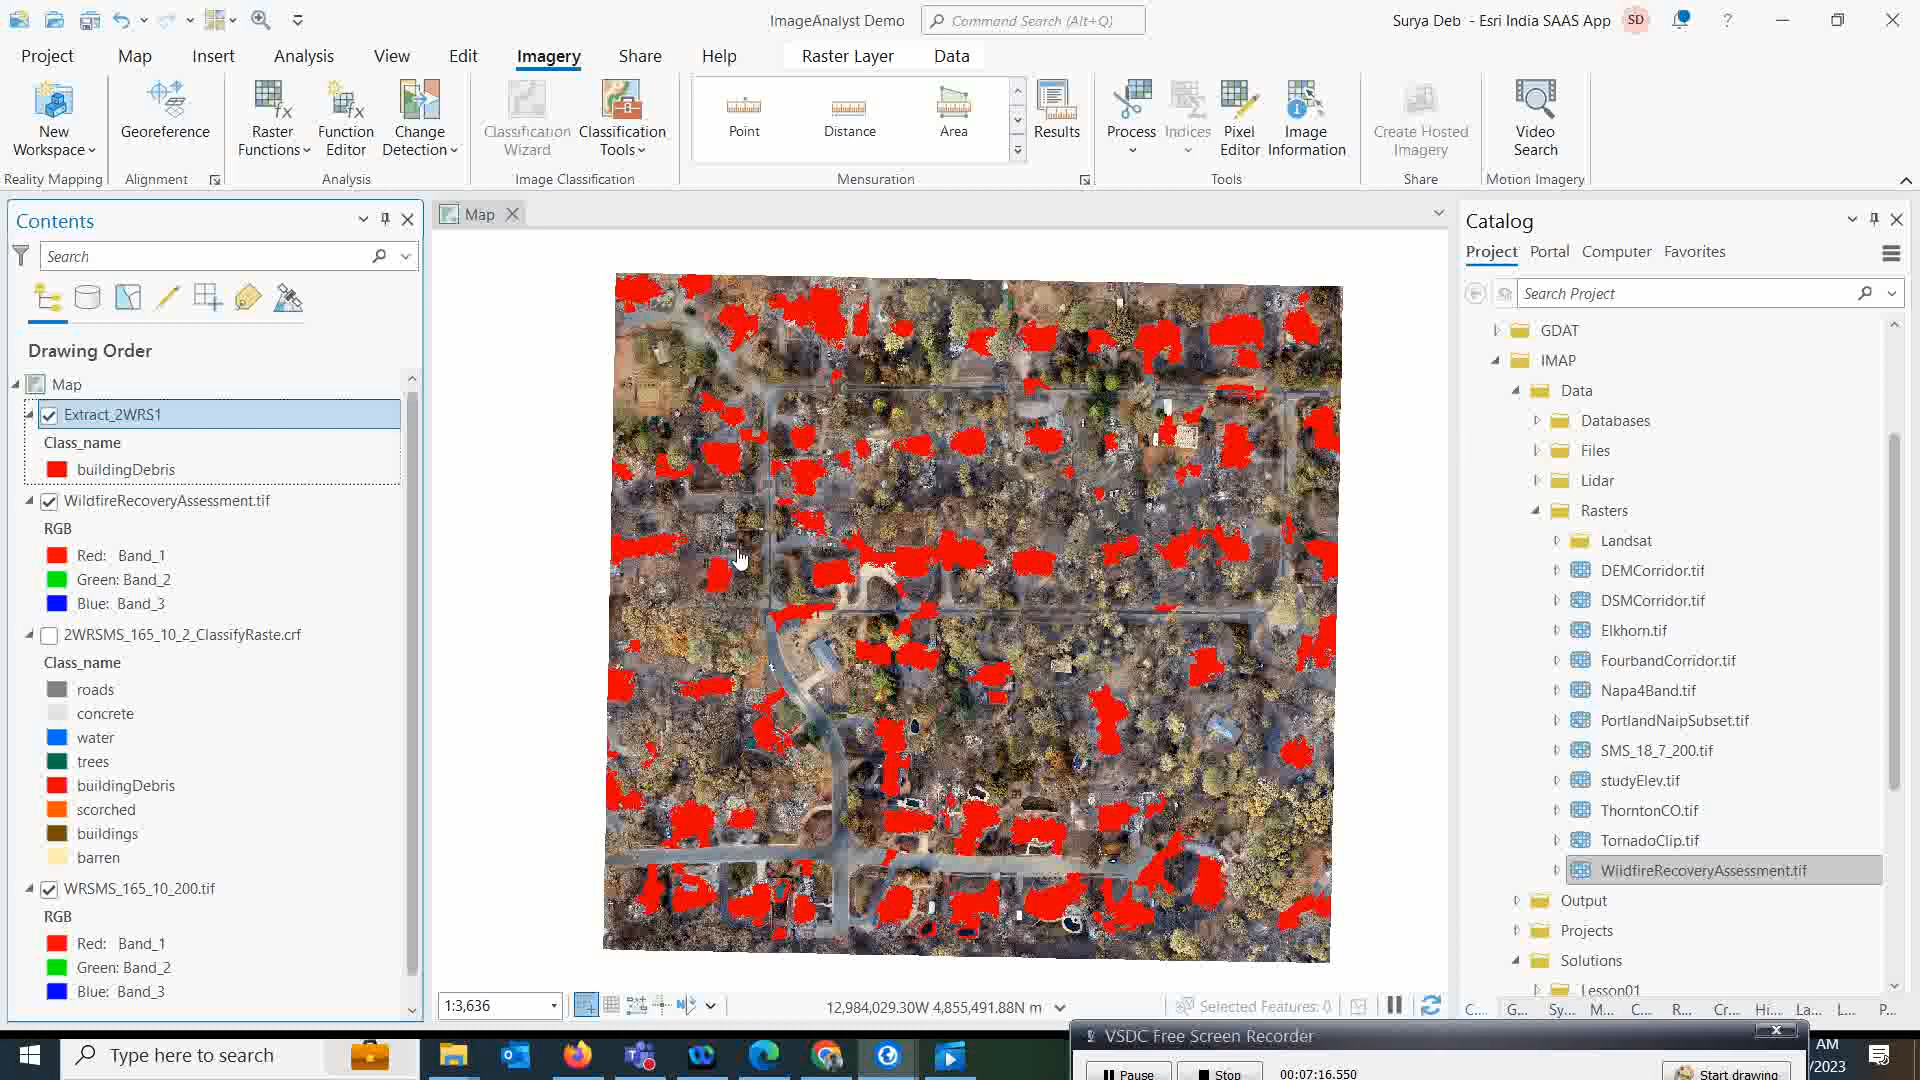 ImageAnalyst Demo
Command Search (Alt+Q)
Surya Deb - Esri India SAAS App
SD
Project Map Insert Analysis View Edit Imagery Share Help Raster Layer Data
New Workspace
Georeference
Raster Functions
Function Editor
Change Detection
Classification Wizard
Classification Tools
Point
Distance
Area
Results
Process
Indices
Pixel Editor
Image Information
Create Hosted Imagery
Video Search
Reality Mapping
Alignment
Analysis
Image Classification
Mensuration
Tools
Share
Motion Imagery
Contents
Search
Drawing Order
Map
Extract_2WRS1
Class_name
buildingDebris
WildfireRecoveryAssessment.tif
RGB
Red: Band_1
Green: Band_2
Blue: Band_3
2WRSMS_165_10_2_ClassifyRaste.crf
Class_name
roads
concrete
water
trees
buildingDebris
scorched
buildings
barren
WRSMS_165_10_200.tif
RGB
Red: Band_1
Green: Band_2
Blue: Band_3
Map
1:3,636
12,984,029.30W 4,855,491.88N m
Selected Features: 0
Catalog
Project Portal Computer Favorites
Search Project
GDAT
IMAP
Data
Databases
Files
Lidar
Rasters
Landsat
DEMCorridor.tif
DSMCorridor.tif
Elkhorn.tif
FourbandCorridor.tif
Napa4Band.tif
PortlandNaipSubset.tif
SMS_18_7_200.tif
studyElev.tif
ThorntonCO.tif
TornadoClip.tif
WildfireRecoveryAssessment.tif
Output
Projects
Solutions
Lesson01
C... G... Sy... M... C... R... Cr... Hi... La... L... P...
VSDC Free Screen Recorder
Pause
Stop
00:07:16.550
Start drawing
Type here to search
AM
/2023